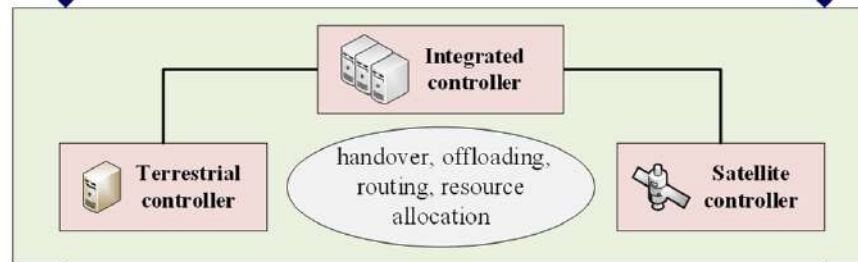 Integrated
controller
Terrestrial
controller
handover, offloading,
routing, resource
allocation
Satellite
controller